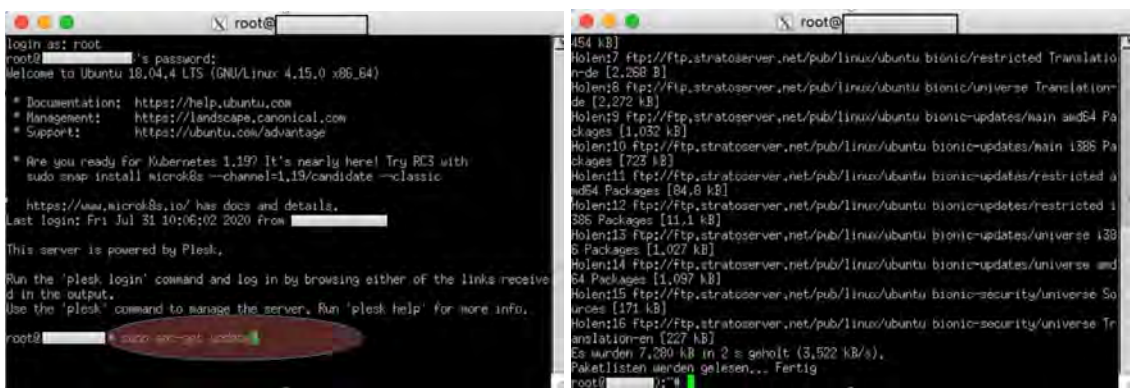 root@
login as: root
root@ 's password:
Welcome to Ubuntu 18.04.4 LTS (GNU/Linux 4.15.0 x86_64)
* Documentation: https://help.ubuntu.com
* Management: https://landscape.canonical.com
* Support: https://ubuntu.com/advantage
* Are you ready for Kubernetes 1.19? It's nearly here! Try RC3 with
sudo snap install microk8s --channel=1.19/candidate --classic
https://www.microk8s.io/ has docs and details.
Last login: Fri Jul 31 10:06:02 2020 from
This server is powered by Plesk.
Run the 'plesk login' command and log in by browsing either of the links receive
d in the output.
Use the 'plesk' command to manage the server. Run 'plesk help' for more info.
root@ # sudo apt-get update
root@
454 kB]
Holen:7 ftp://ftp.stratoserver.net/pub/linux/ubuntu bionic/restricted Translatio
n-de [2.268 B]
Holen:8 ftp://ftp.stratoserver.net/pub/linux/ubuntu bionic/universe Translation-
de [2.272 kB]
Holen:9 ftp://ftp.stratoserver.net/pub/linux/ubuntu bionic-updates/main amd64 Pa
ckages [1.032 kB]
Holen:10 ftp://ftp.stratoserver.net/pub/linux/ubuntu bionic-updates/main i386 Pa
ckages [723 kB]
Holen:11 ftp://ftp.stratoserver.net/pub/linux/ubuntu bionic-updates/restricted a
md64 Packages [84,8 kB]
Holen:12 ftp://ftp.stratoserver.net/pub/linux/ubuntu bionic-updates/restricted i
386 Packages [11,1 kB]
Holen:13 ftp://ftp.stratoserver.net/pub/linux/ubuntu bionic-updates/universe i38
6 Packages [1.027 kB]
Holen:14 ftp://ftp.stratoserver.net/pub/linux/ubuntu bionic-updates/universe amd
64 Packages [1.097 kB]
Holen:15 ftp://ftp.stratoserver.net/pub/linux/ubuntu bionic-security/universe So
urces [171 kB]
Holen:16 ftp://ftp.stratoserver.net/pub/linux/ubuntu bionic-security/universe Tr
anslation-en [227 kB]
Es wurden 7.280 kB in 2 s geholt (3.522 kB/s).
Paketlisten werden gelesen... Fertig
root@ ):~#